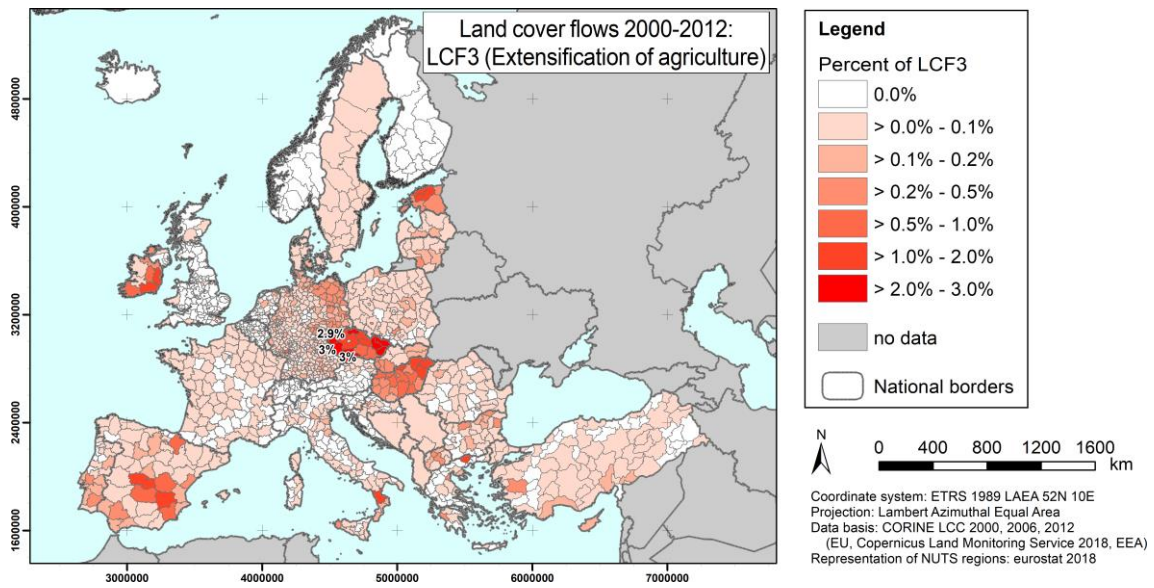 Land cover flows 2000-2012:
LCF3 (Extensification of agriculture)
4800000
4000000
3200000
2400000
1600000
2.9%
3%
3%
3000000
4000000
5000000
6000000
7000000
Legend
Percent of LCF3
0.0%
> 0.0% - 0.1%
> 0.1% - 0.2%
> 0.2% - 0.5%
> 0.5% - 1.0%
> 1.0% - 2.0%
> 2.0% - 3.0%
no data
National borders
N
0 400 800 1200 1600
km
Coordinate system: ETRS 1989 LAEA 52N 10E
Projection: Lambert Azimuthal Equal Area
Data basis: CORINE LCC 2000, 2006, 2012
(EU, Copernicus Land Monitoring Service 2018, EEA)
Representation of NUTS regions: eurostat 2018